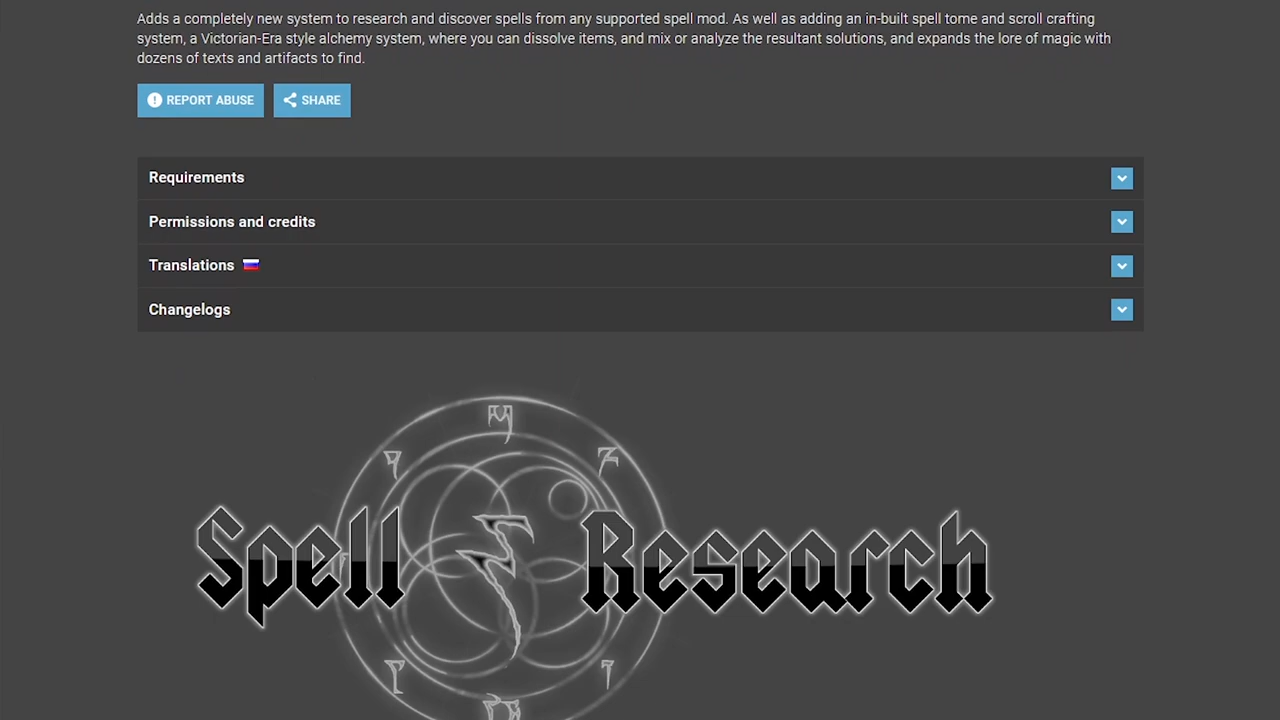 Adds a completely new system to research and discover spells from any supported spell mod. As well as adding an in-built spell tome and scroll crafting
system, a Victorian-Era style alchemy system, where you can dissolve items, and mix or analyze the resultant solutions, and expands the lore of magic with
dozens of texts and artifacts to find.
REPORT ABUSE SHARE
Requirements
Permissions and credits
Translations
Changelogs
Spell Research